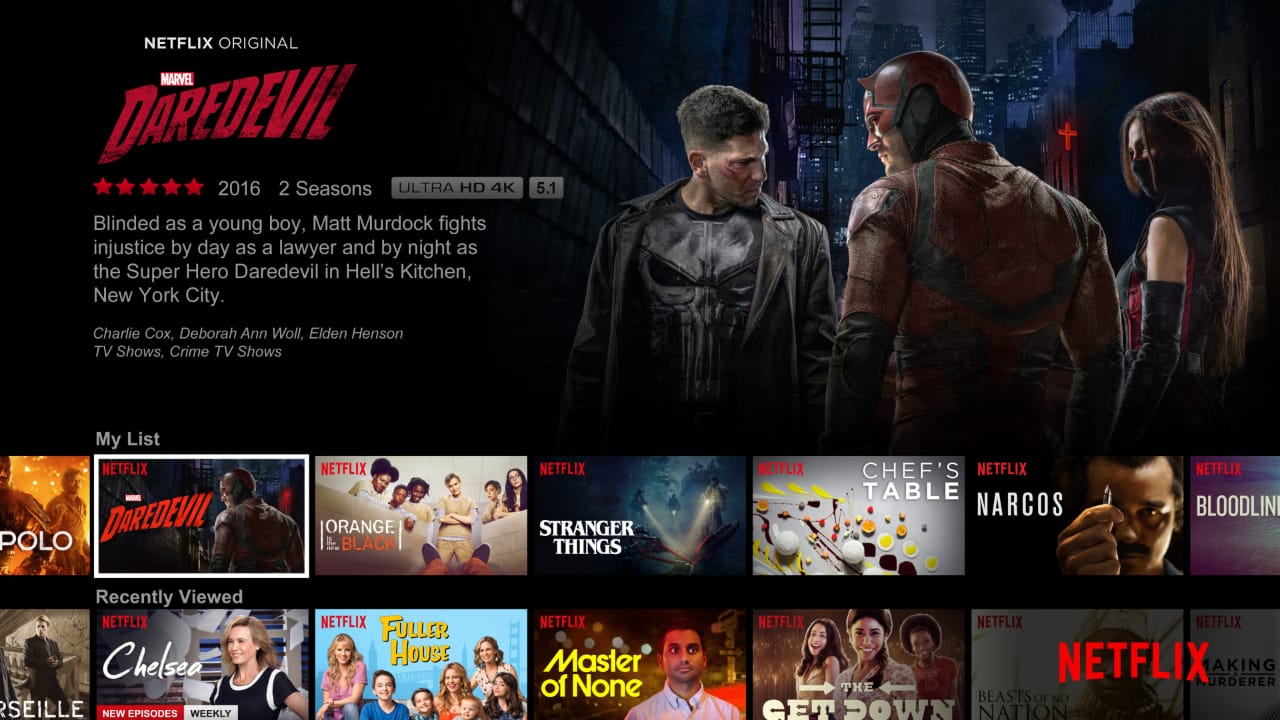 NETFLIX ORIGINAL
MARVEL
DAREDEVIL
2016 2 Seasons ULTRA HD 4K 5.1
Blinded as a young boy, Matt Murdock fights
injustice by day as a lawyer and by night as
the Super Hero Daredevil in Hell's Kitchen,
New York City.
Charlie Cox, Deborah Ann Woll, Elden Henson
TV Shows, Crime TV Shows
My List
POLO
NETFLIX
MARVEL
DAREDEVIL
NETFLIX
ORANGE
is the new BLACK
NETFLIX
STRANGER
THINGS
NETFLIX
CHEF'S
TABLE
NETFLIX
NARCOS
NETFLIX
BLOODLIN
Recently Viewed
RSEILLE
NETFLIX
Chelsea
NEW EPISODES WEEKLY
NETFLIX
FULLER
HOUSE
NETFLIX
Master
of None
NETFLIX
THE
GET DOWN
NETFLIX
BEASTS OF NO
NATION
NETFLIX
MAKING
MURDERER
NETFLIX